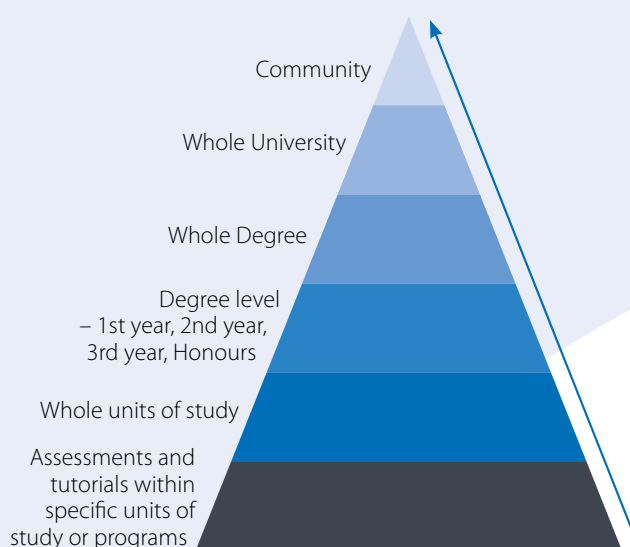 Community
Whole University
Whole Degree
Degree level
– 1st year, 2nd year,
3rd year, Honours
Whole units of study
Assessments and
tutorials within
specific units of
study or programs